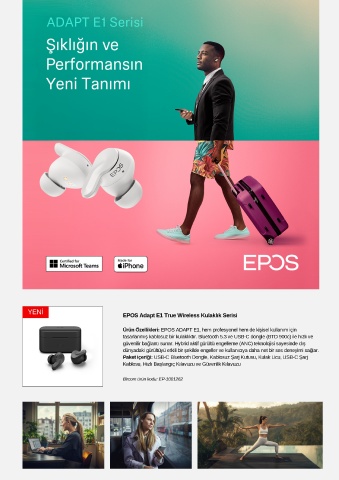 ADAPT E1 Serisi
Şıklığın ve
Performansın
Yeni Tanımı
EPOS
Certified for
Microsoft Teams
Made for
iPhone
EPOS
YENİ
EPOS Adapt E1 True Wireless Kulaklık Serisi
Ürün Özellikleri: EPOS ADAPT E1, hem profesyonel hem de kişisel kullanım için
tasarlanmış kablosuz bir kulaklıktır. Bluetooth 5.3 ve USB-C dongle (BTD 900c) ile hızlı ve
güvenilir bağlantı sunar. Hybrid aktif gürültü engelleme (ANC) teknolojisi sayesinde dış
dünyadaki gürültüyü etkili bir şekilde engeller ve kullanıcıya daha net bir ses deneyimi sağlar.
Paket İçeriği: USB-C Bluetooth Dongle, Kablosuz Şarj Kutusu, Kulak Ucu, USB-C Şarj
Kablosu, Hızlı Başlangıç Kılavuzu ve Güvenlik Kılavuzu
Bircom ürün kodu: EP-1001262